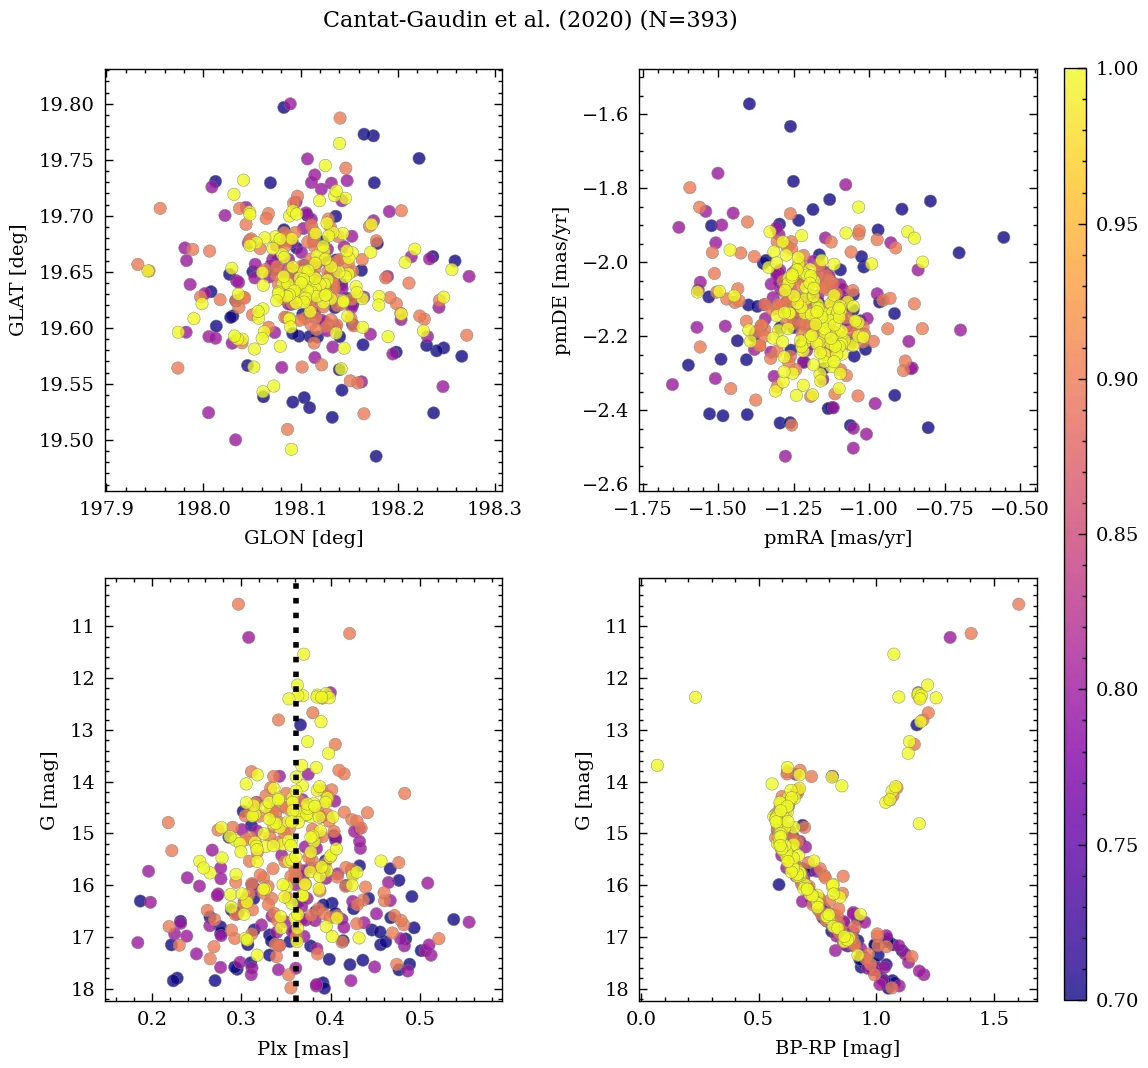 Cantat-Gaudin et al. (2020) (N=393)
19.80
19.75
19.70
19.65
19.60
19.55
19.50
GLAT [deg]
197.9 198.0 198.1 198.2 198.3
GLON [deg]
−1.6
−1.8
−2.0
−2.2
−2.4
−2.6
pmDE [mas/yr]
−1.75 −1.50 −1.25 −1.00 −0.75 −0.50
pmRA [mas/yr]
11
12
13
14
15
16
17
18
G [mag]
0.2 0.3 0.4 0.5
Plx [mas]
11
12
13
14
15
16
17
18
G [mag]
0.0 0.5 1.0 1.5
BP-RP [mag]
1.00
0.95
0.90
0.85
0.80
0.75
0.70